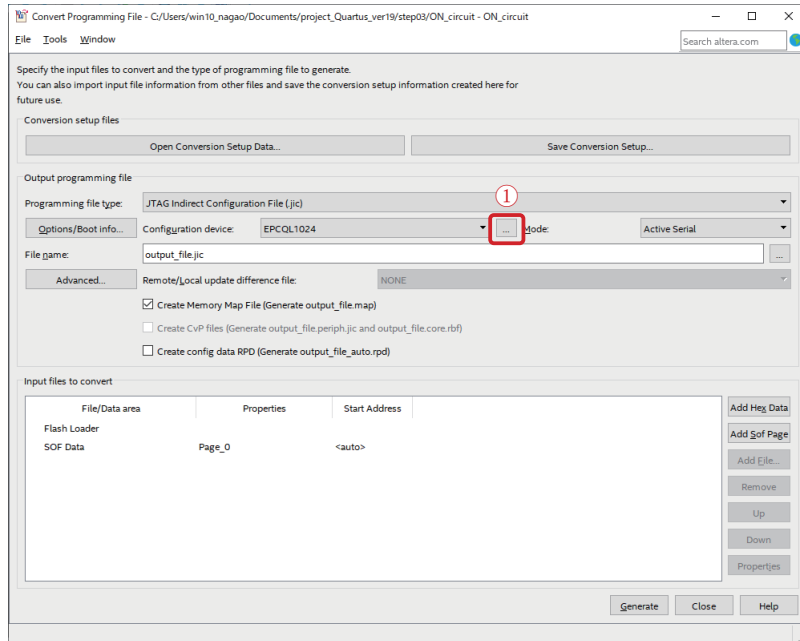 Convert Programming File - C:/Users/win10_nagao/Documents/project_Quartus_ver19/step03/ON_circuit - ON_circuit
File Tools Window
Search altera.com
Specify the input files to convert and the type of programming file to generate.
You can also import input file information from other files and save the conversion setup information created here for
future use.
Conversion setup files
Open Conversion Setup Data...
Save Conversion Setup...
Output programming file
①
Programming file type: JTAG Indirect Configuration File (.jic)
Options/Boot info... Configuration device: EPCQL1024 ... Mode: Active Serial
File name: output_file.jic ...
Advanced... Remote/Local update difference file: NONE
Create Memory Map File (Generate output_file.map)
Create CvP files (Generate output_file.periph.jic and output_file.core.rbf)
Create config data RPD (Generate output_file_auto.rpd)
Input files to convert
File/Data area Properties Start Address
Flash Loader
SOF Data Page_0 <auto>
Add Hex Data
Add Sof Page
Add File...
Remove
Up
Down
Properties
Generate Close Help